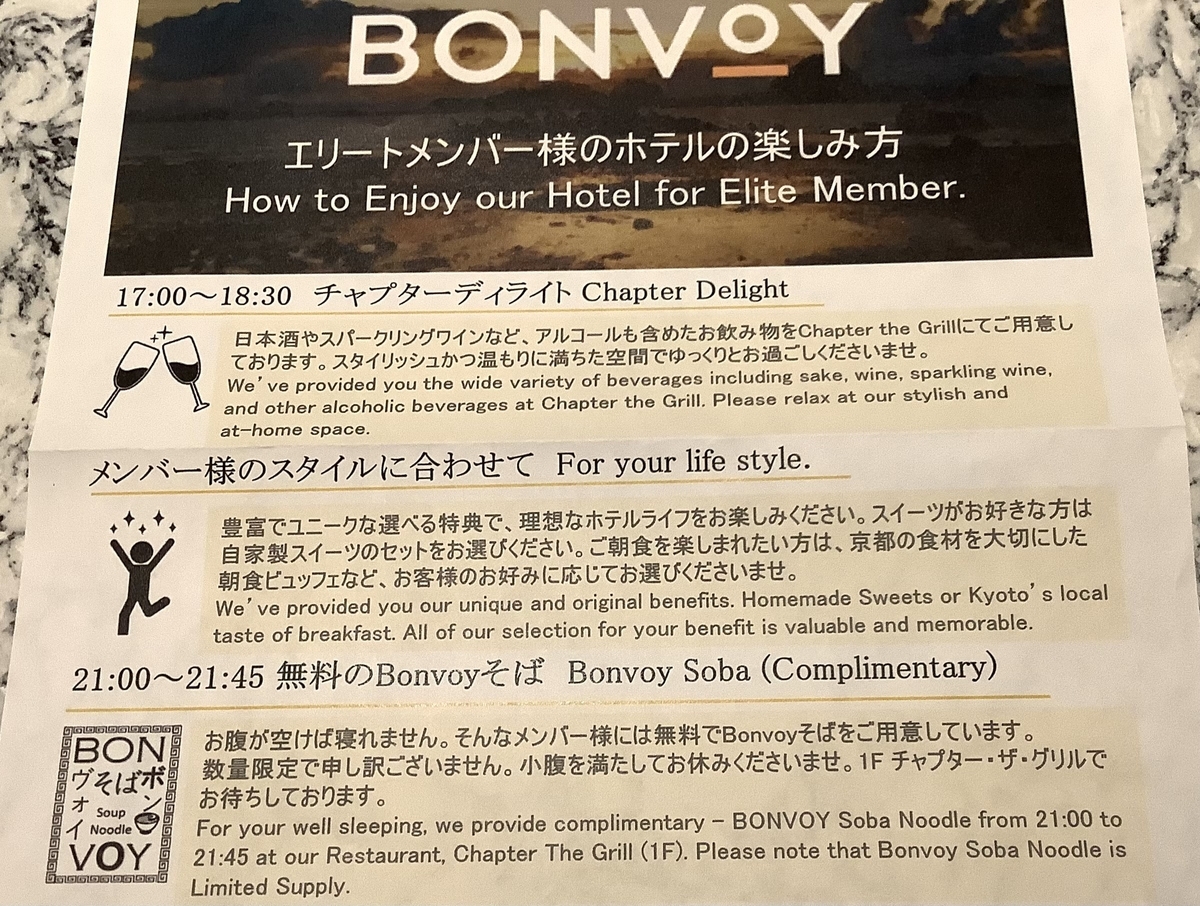 BONVOY
エリートメンバー様のホテルの楽しみ方
How to Enjoy our Hotel for Elite Member.
17:00～18:30 チャプターディライト Chapter Delight
日本酒やスパークリングワインなど、アルコールも含めたお飲み物をChapter the Grillにてご用意し
ております。スタイリッシュかつ温もりに満ちた空間でゆっくりとお過ごしくださいませ。
We've provided you the wide variety of beverages including sake, wine, sparkling wine,
and other alcoholic beverages at Chapter the Grill. Please relax at our stylish and
at-home space.
メンバー様のスタイルに合わせて For your life style.
豊富でユニークな選べる特典で、理想なホテルライフをお楽しみください。スイーツがお好きな方は
自家製スイーツのセットをお選びください。ご朝食を楽しまれたい方は、京都の食材を大切にした
朝食ビュッフェなど、お客様のお好みに応じてお選びくださいませ。
We've provided you our unique and original benefits. Homemade Sweets or Kyoto's local
taste of breakfast. All of our selection for your benefit is valuable and memorable.
21:00～21:45 無料のBonvoyそば Bonvoy Soba (Complimentary)
BON
ヴォイ
そば
ボン
Soup
Noodle
VOY
お腹が空けば寝れません。そんなメンバー様には無料でBonvoyそばをご用意しています。
数量限定で申し訳ございません。小腹を満たしてお休みくださいませ。1F チャプター・ザ・グリルで
お待ちしております。
For your well sleeping, we provide complimentary - BONVOY Soba Noodle from 21:00 to
21:45 at our Restaurant, Chapter The Grill (1F). Please note that Bonvoy Soba Noodle is
Limited Supply.